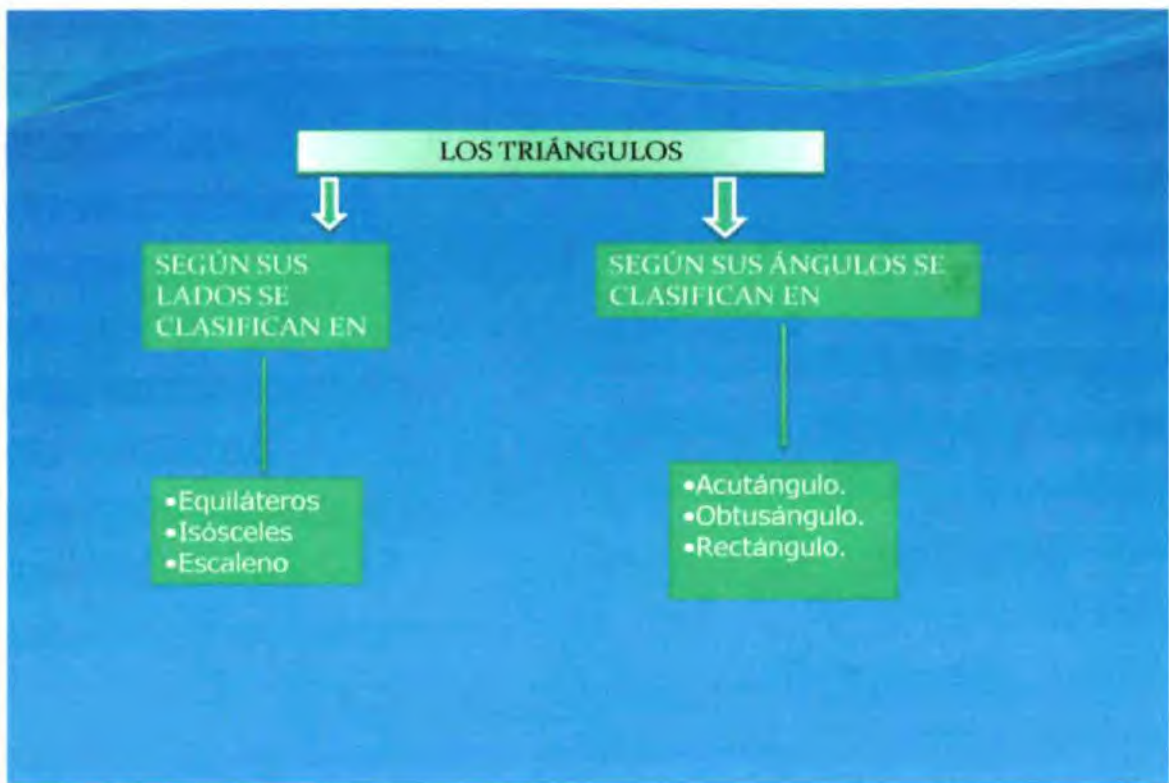 LOS TRIÁNGULOS
SEGÚN SUS
LADOS SE
CLASIFICAN EN
•Equiláteros
•Isósceles
•Escaleno
SEGÚN SUS ÁNGULOS SE
CLASIFICAN EN
•Acutángulo.
•Obtusángulo.
•Rectángulo.